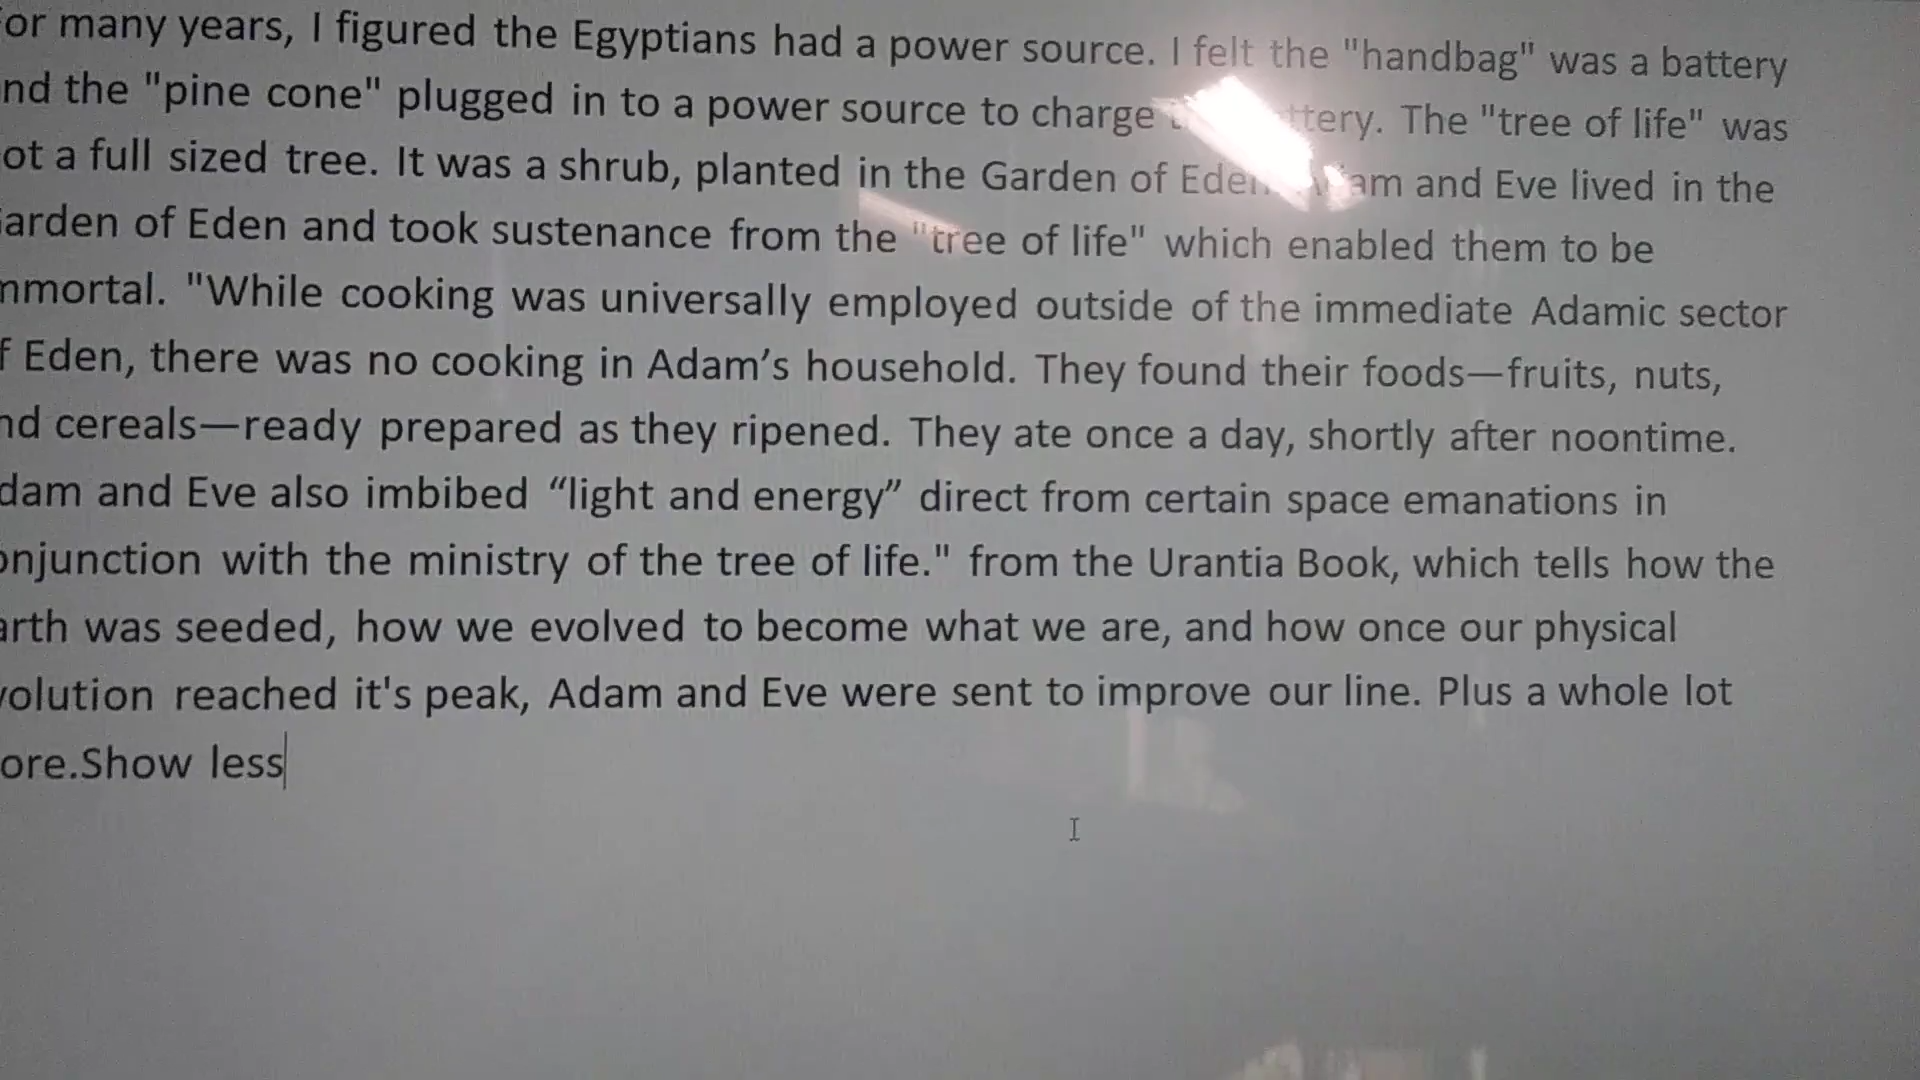 or many years, I figured the Egyptians had a power source. I felt the "handbag" was a battery
nd the "pine cone" plugged in to a power source to charge ttery. The "tree of life" was
ot a full sized tree. It was a shrub, planted in the Garden of Eden. am and Eve lived in the
arden of Eden and took sustenance from the "tree of life" which enabled them to be
mmortal. "While cooking was universally employed outside of the immediate Adamic sector
f Eden, there was no cooking in Adam’s household. They found their foods—fruits, nuts,
nd cereals—ready prepared as they ripened. They ate once a day, shortly after noontime.
dam and Eve also imbibed “light and energy” direct from certain space emanations in
onjunction with the ministry of the tree of life." from the Urantia Book, which tells how the
arth was seeded, how we evolved to become what we are, and how once our physical
volution reached it's peak, Adam and Eve were sent to improve our line. Plus a whole lot
ore.Show less